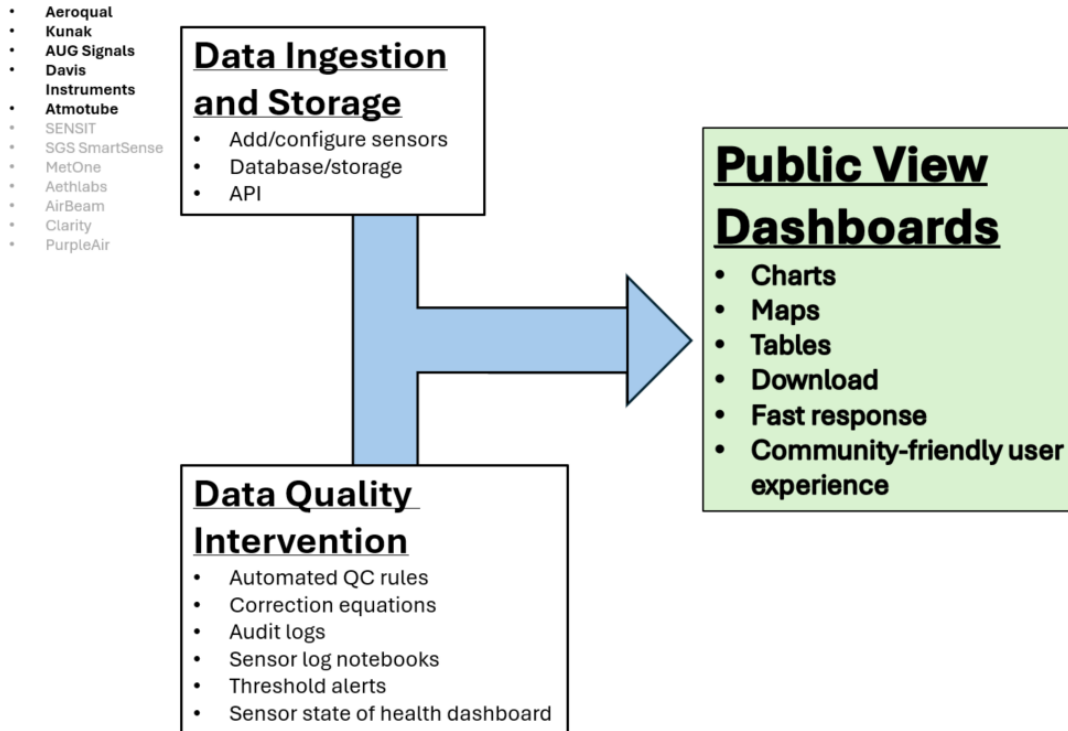 • Aeroqual
• Kunak
• AUG Signals
• Davis
Instruments
• Atmotube
• SENSIT
• SGS SmartSense
• MetOne
• Aethlabs
• AirBeam
• Clarity
• PurpleAir
Data Ingestion
and Storage
• Add/configure sensors
• Database/storage
• API
Data Quality
Intervention
• Automated QC rules
• Correction equations
• Audit logs
• Sensor log notebooks
• Threshold alerts
• Sensor state of health dashboard
Public View
Dashboards
• Charts
• Maps
• Tables
• Download
• Fast response
• Community-friendly user
experience